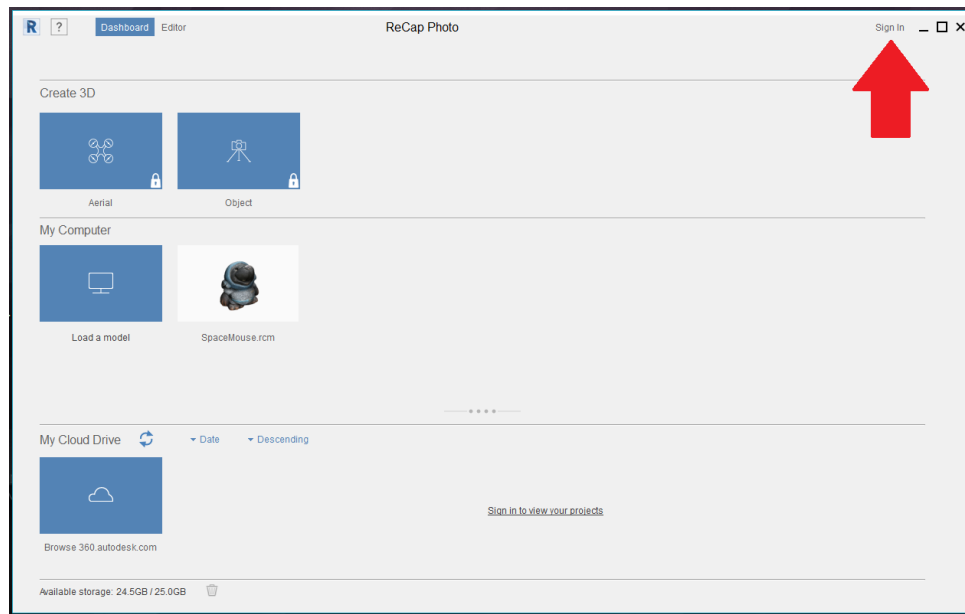 R ? Dashboard Editor ReCap Photo Sign In
Create 3D
Aerial Object
My Computer
Load a model SpaceMouse.rcm
My Cloud Drive Date Descending
Sign in to view your projects
Browse 360.autodesk.com
Available storage: 24.5GB / 25.0GB